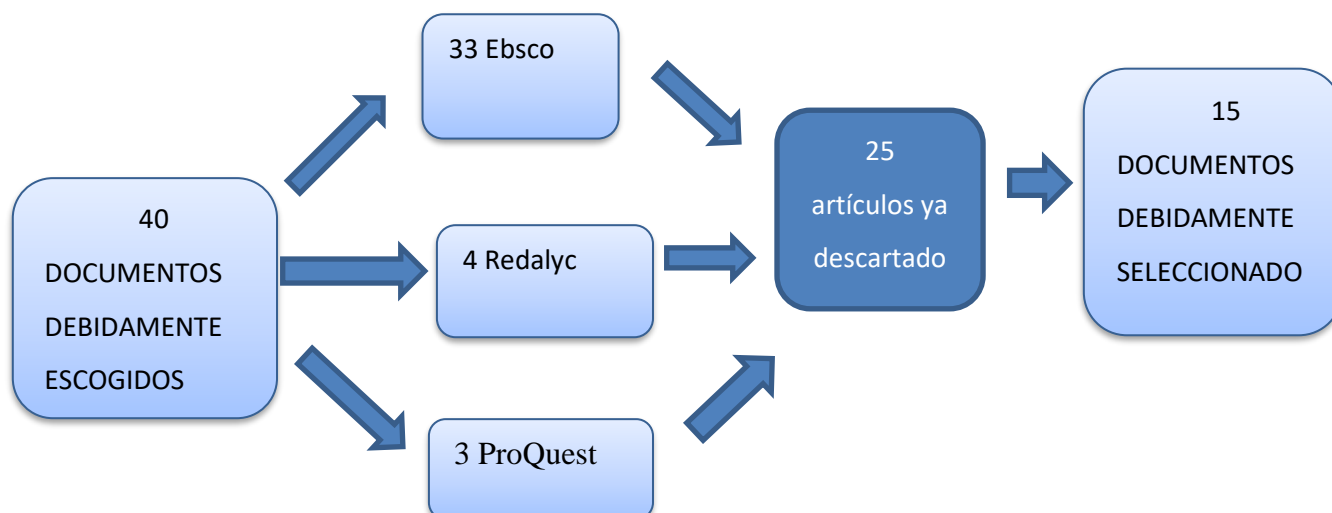 40
DOCUMENTOS
DEBIDAMENTE
ESCOGIDOS
33 Ebsco
4 Redalyc
3 ProQuest
25
artículos ya
descartado
15
DOCUMENTOS
DEBIDAMENTE
SELECCIONADO